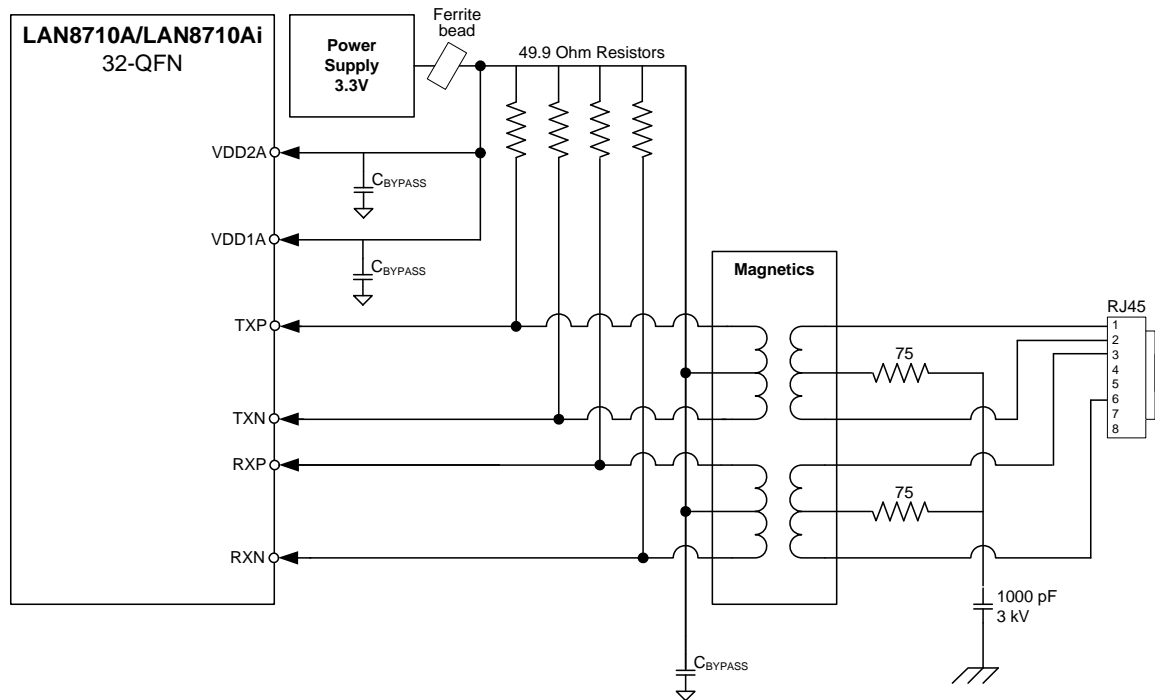 LAN8710A/LAN8710Ai
32-QFN
Power
Supply
3.3V
Ferrite
bead
49.9 Ohm Resistors
VDD2A
CBYPASS
VDD1A
CBYPASS
Magnetics
RJ45
TXP
1
2
3
4
5
6
7
8
75
TXN
RXP
75
RXN
1000 pF
3 kV
CBYPASS